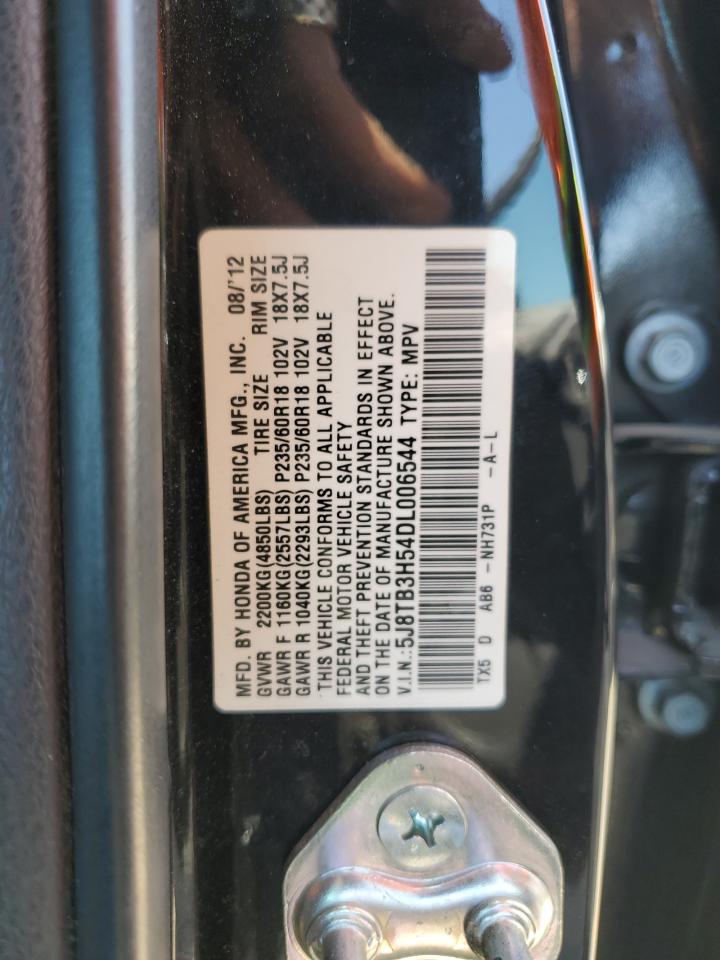 MFD. BY HONDA OF AMERICA MFG., INC. 08/'12
GVWR 2200KG(4850LBS) TIRE SIZE RIM SIZE
GAWR F 1160KG(2557LBS) P235/60R18 102V 18X7.5J
GAWR R 1040KG(2293LBS) P235/60R18 102V 18X7.5J
THIS VEHICLE CONFORMS TO ALL APPLICABLE
FEDERAL MOTOR VEHICLE SAFETY
AND THEFT PREVENTION STANDARDS IN EFFECT
ON THE DATE OF MANUFACTURE SHOWN ABOVE.
V.I.N.:5J8TB3H54DL006544 TYPE: MPV
TX5 D AB6 -NH731P -A-L